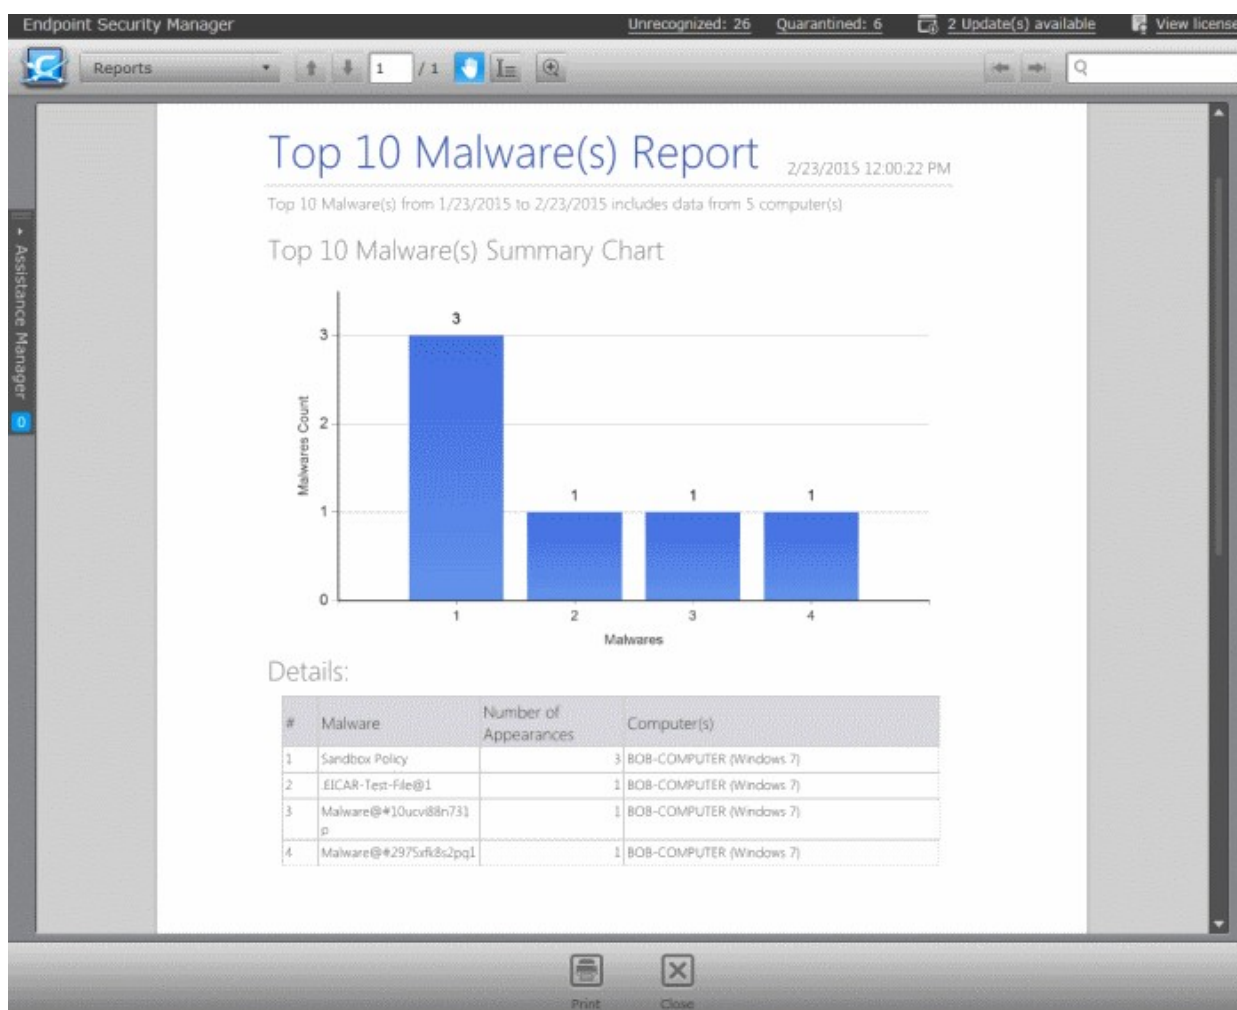 Endpoint Security Manager Unrecognized: 26 Quarantined: 6 2 Update(s) available View license
Reports 1 / 1
Assistance Manager 0
Top 10 Malware(s) Report 2/23/2015 12:00:22 PM
Top 10 Malware(s) from 1/23/2015 to 2/23/2015 includes data from 5 computer(s)
Top 10 Malware(s) Summary Chart
3
3
2
1 1 1
1
0
1 2 3 4
Malwares Count
Malwares
Details:
# Malware Number of Appearances Computer(s)
1 Sandbox Policy 3 BOB-COMPUTER (Windows 7)
2 .EICAR-Test-File@1 1 BOB-COMPUTER (Windows 7)
3 Malware@#10ucvi88n731 1 BOB-COMPUTER (Windows 7)
p
4 Malware@#2975xfk8s2pq1 1 BOB-COMPUTER (Windows 7)
Print Close